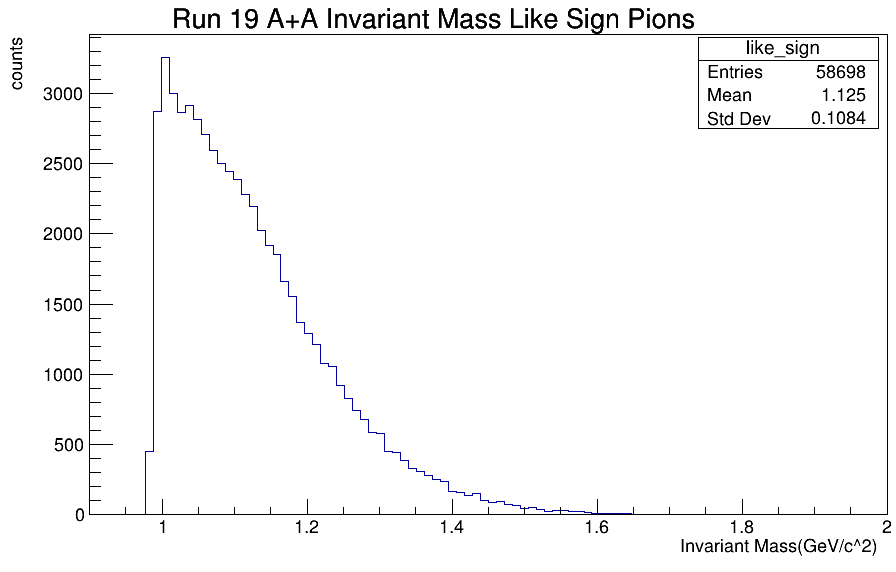 Run 19 A+A Invariant Mass Like Sign Pions
counts
like_sign
Entries 58698
Mean 1.125
Std Dev 0.1084
3000
2500
2000
1500
1000
500
0
1 1.2 1.4 1.6 1.8 2
Invariant Mass(GeV/c^2)